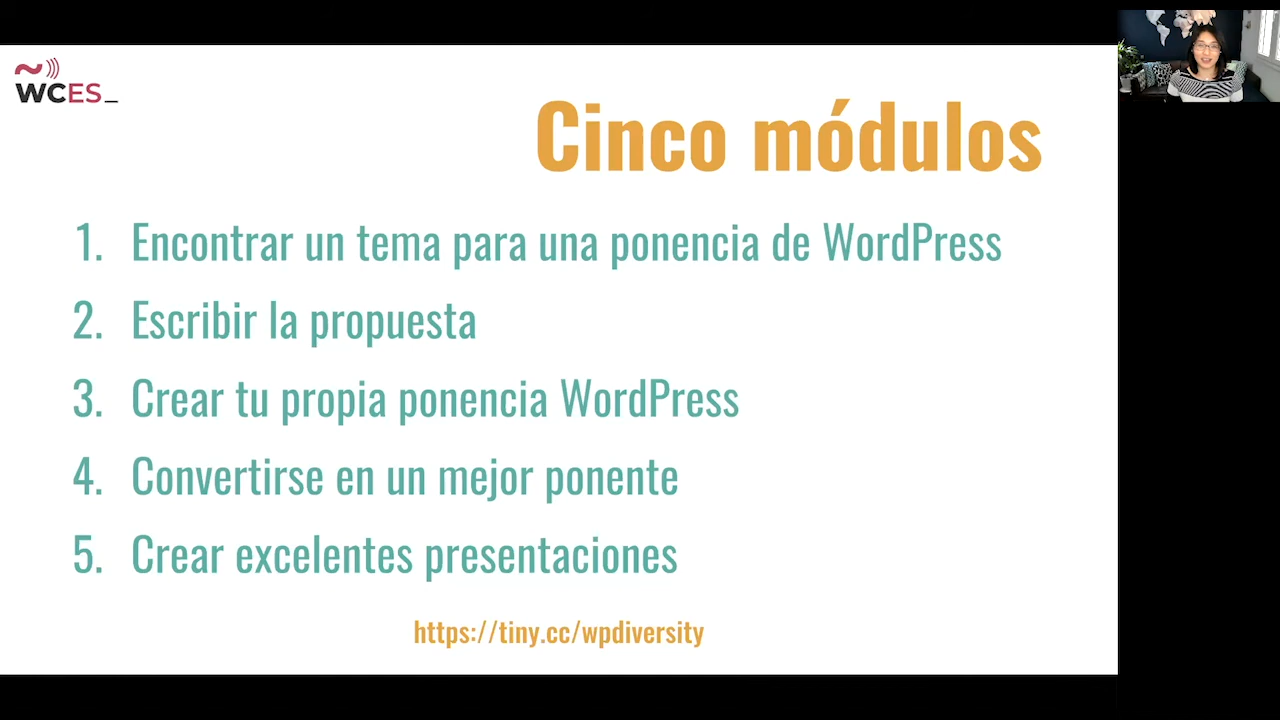 WCES_
Cinco módulos
1. Encontrar un tema para una ponencia de WordPress
2. Escribir la propuesta
3. Crear tu propia ponencia WordPress
4. Convertirse en un mejor ponente
5. Crear excelentes presentaciones
https://tiny.cc/wpdiversity